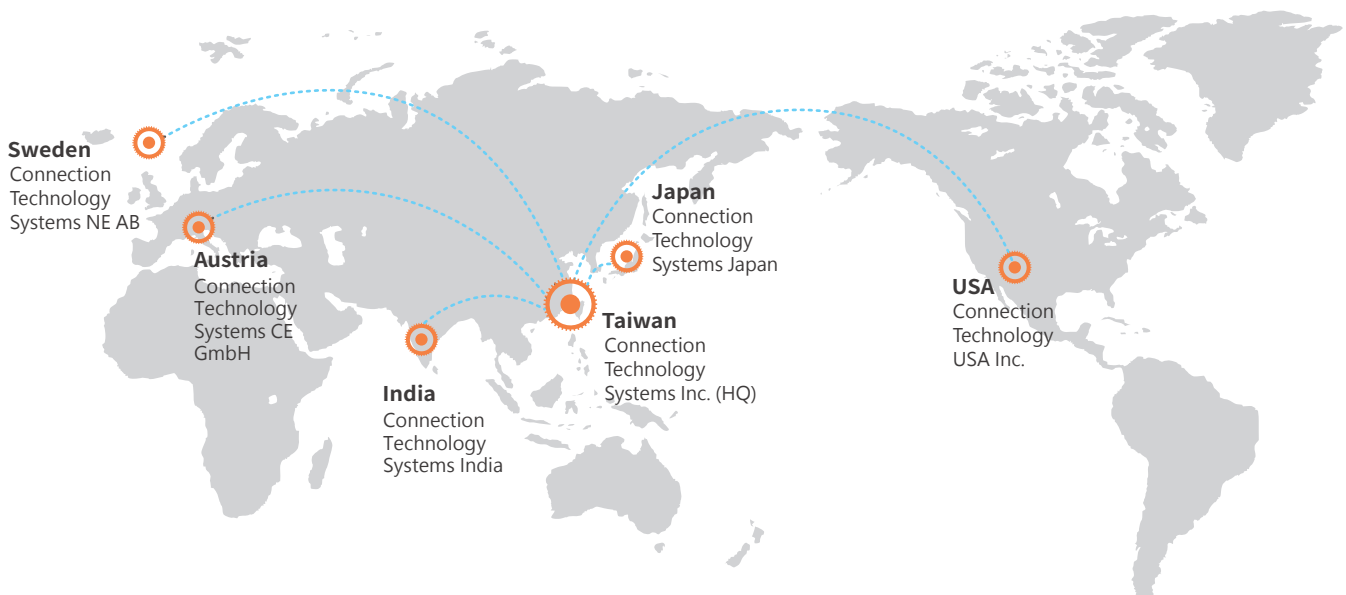 Sweden
Connection
Technology
Systems NE AB
Austria
Connection
Technology
Systems CE
GmbH
India
Connection
Technology
Systems India
Japan
Connection
Technology
Systems Japan
Taiwan
Connection
Technology
Systems Inc. (HQ)
USA
Connection
Technology
USA Inc.